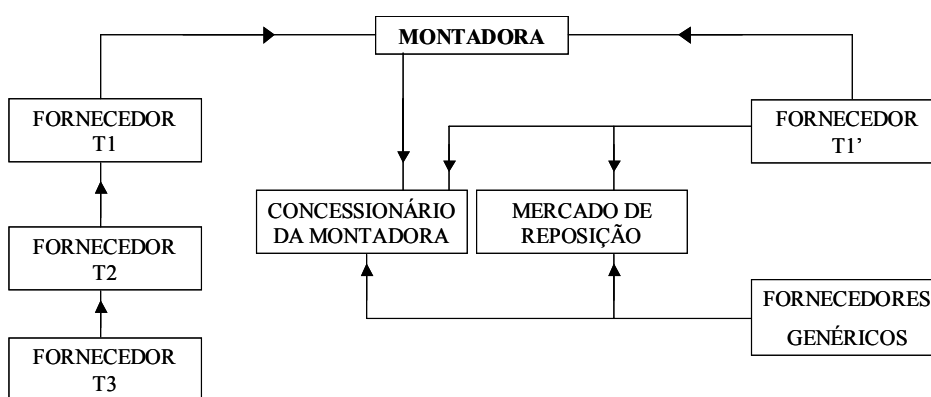 MONTADORA
FORNECEDOR
T1
FORNECEDOR
T1’
CONCESSIONÁRIO
DA MONTADORA
MERCADO DE
REPOSIÇÃO
FORNECEDOR
T2
FORNECEDORES
GENÉRICOS
FORNECEDOR
T3